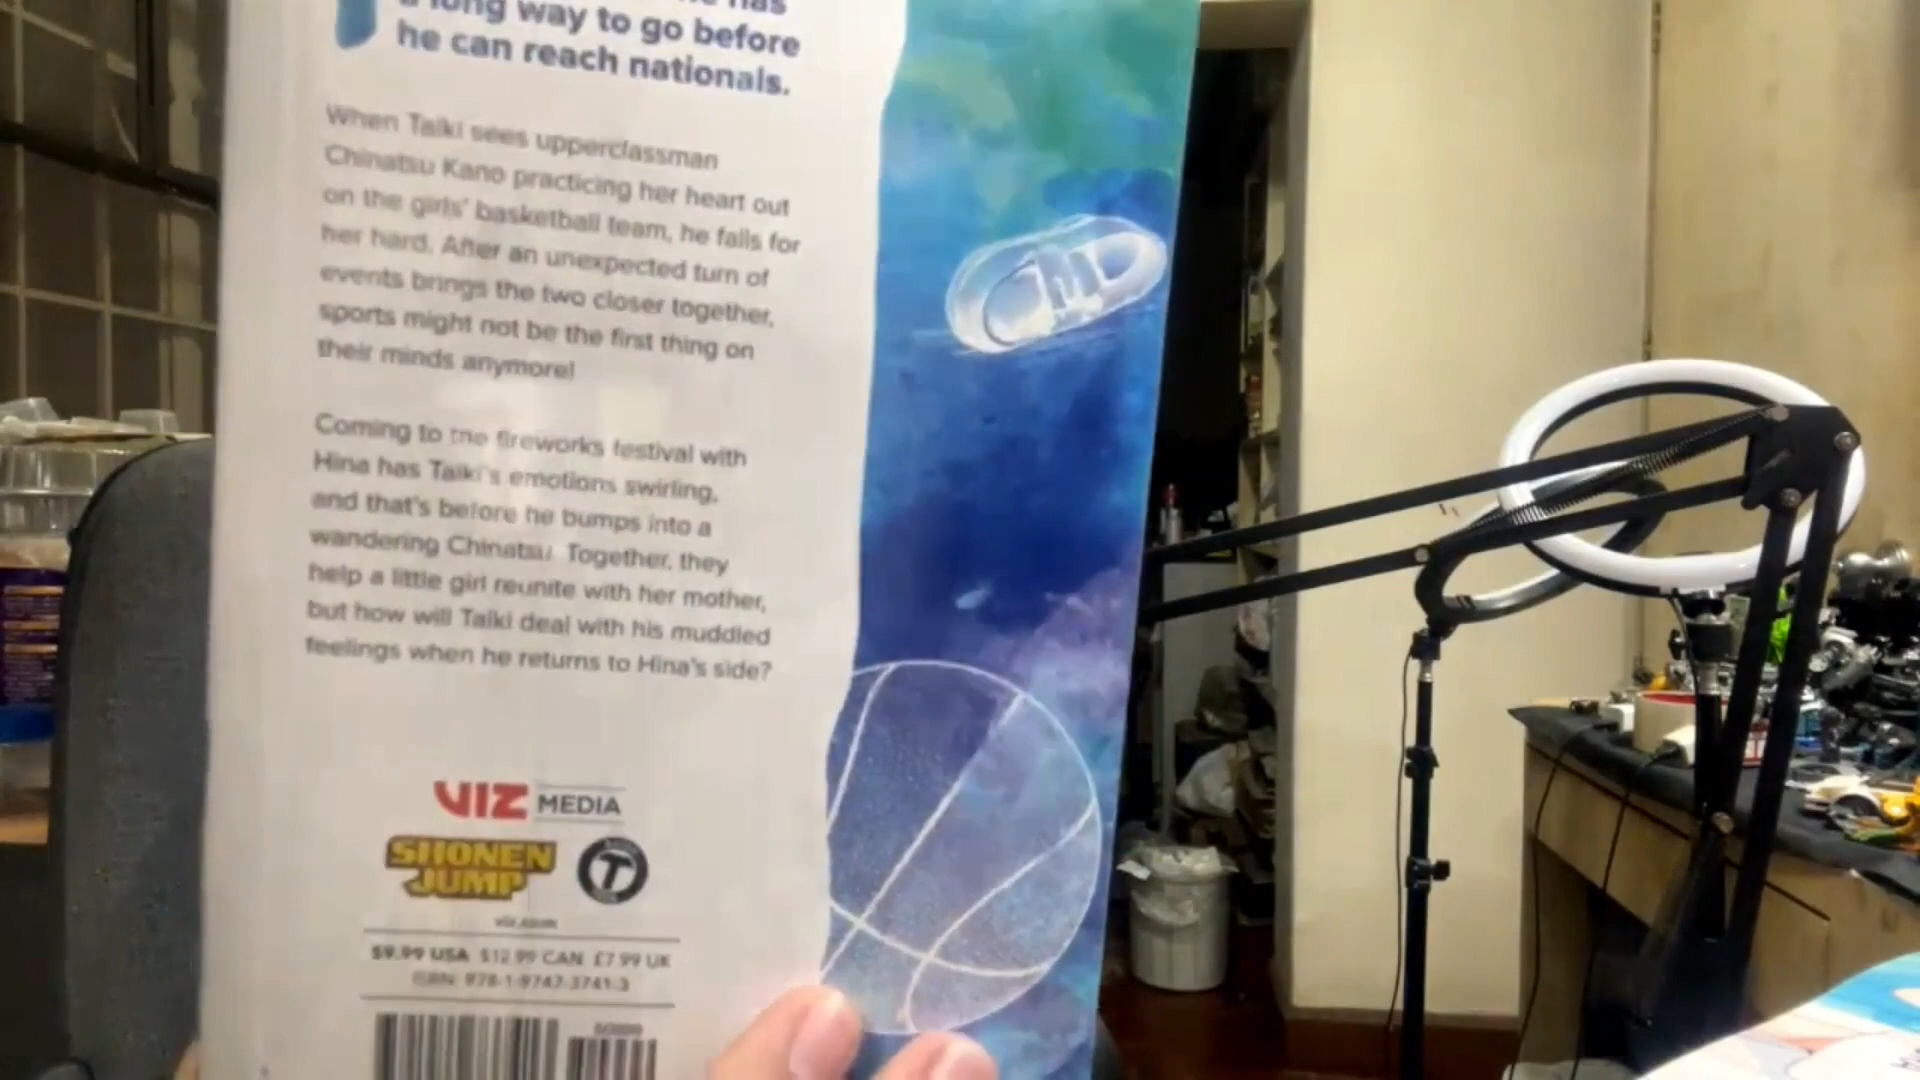 has
a long way to go before
he can reach nationals.
When Taiki sees upperclassman
Chinatsu Kano practicing her heart out
on the girls' basketball team, he falls for
her hard. After an unexpected turn of
events brings the two closer together,
sports might not be the first thing on
their minds anymore!
Coming to the fireworks festival with
Hina has Taiki's emotions swirling,
and that's before he bumps into a
wandering Chinatsu. Together, they
help a little girl reunite with her mother,
but how will Taiki deal with his muddled
feelings when he returns to Hina's side?
VIZ MEDIA
SHONEN
JUMP
T
viz.com
$9.99 USA $12.99 CAN £7.99 UK
ISBN: 978-1-9747-3741-3